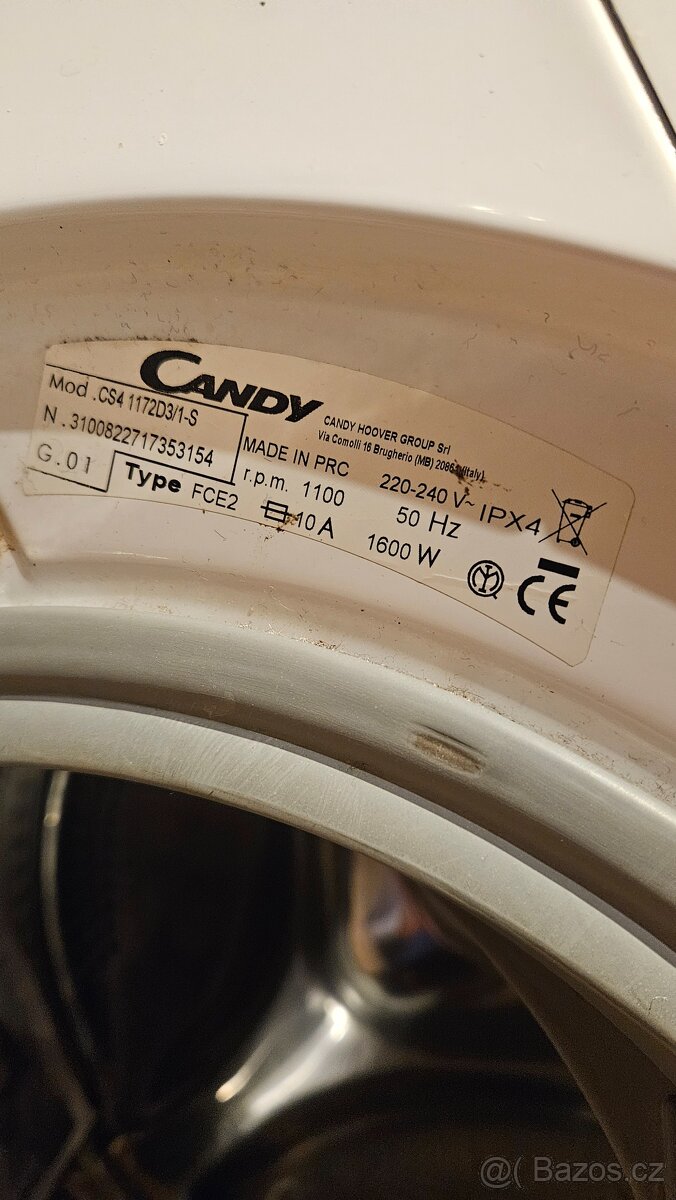 CANDY
CANDY HOOVER GROUP Srl
Via Comolli 16 Brugherio (MB) 20861 (Italy)
Mod .CS4 1172D3/1-S
N .3100822717353154
G.01
MADE IN PRC
220-240 V~ IPX4
Type FCE2
r.p.m. 1100
50 Hz
10 A
1600 W
CE
@( Bazos.cz